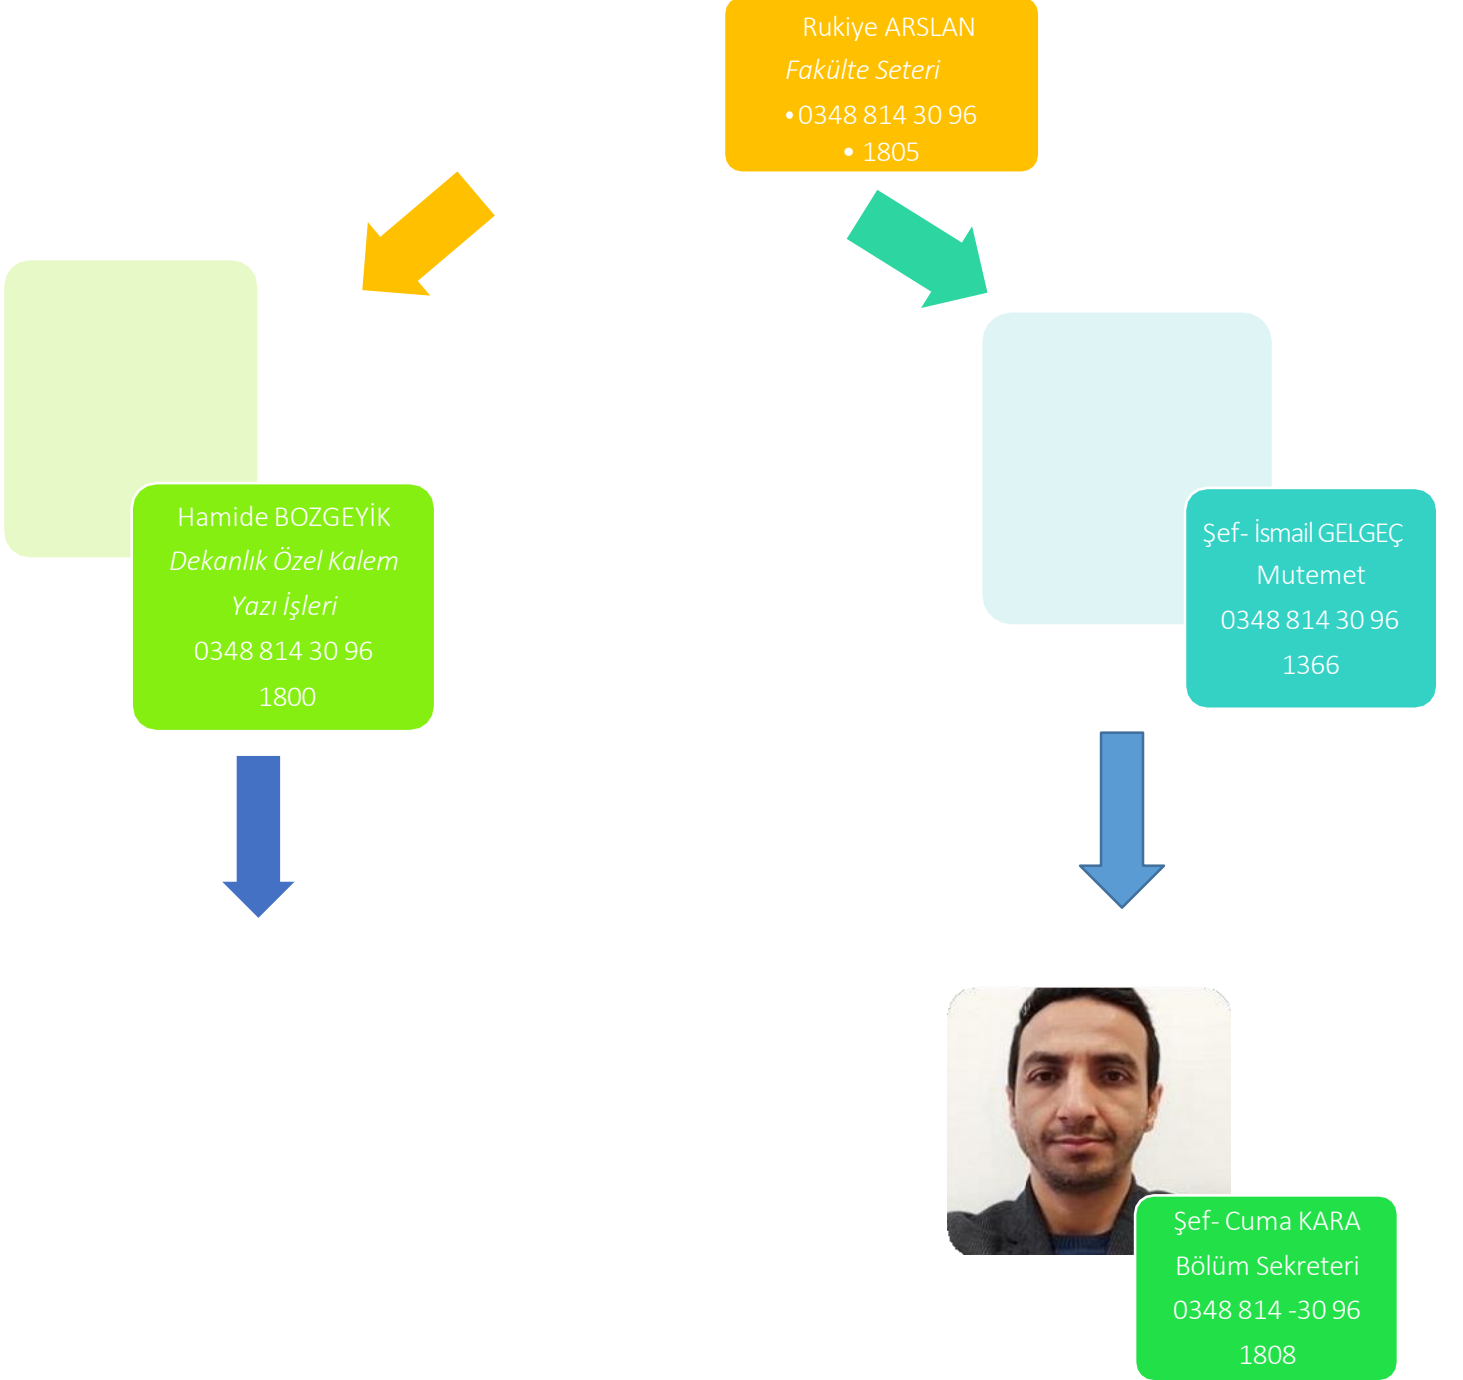 Rukiye ARSLAN
Fakülte Seteri
• 0348 814 30 96
• 1805
Hamide BOZGEYİK
Dekanlık Özel Kalem
Yazı İşleri
0348 814 30 96
1800
Şef- İsmail GELGEÇ
Mutemet
0348 814 30 96
1366
Şef- Cuma KARA
Bölüm Sekreteri
0348 814 -30 96
1808